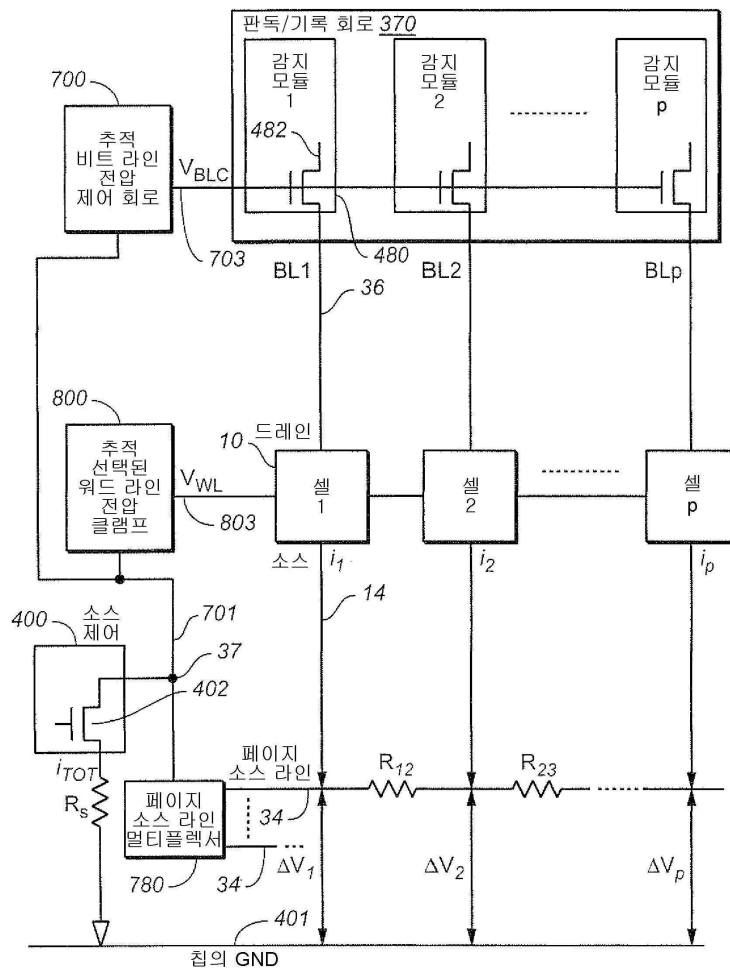 판독/기록 회로 370
감지
모듈
1
감지
모듈
2
감지
모듈
p
482
480
700
추적
비트 라인
전압
제어 회로
V_BLC
703
BL1
BL2
BLp
36
800
추적
선택된
워드 라인
전압
클램프
V_WL
803
10
드레인
셀
1
셀
2
셀
p
소스
i_1
i_2
i_p
14
701
400
소스
제어
37
402
i_TOT
R_s
페이지
소스 라인
R_12
R_23
페이지
소스 라인
멀티플렉서
34
34
780
ΔV_1
ΔV_2
ΔV_p
401
칩의 GND